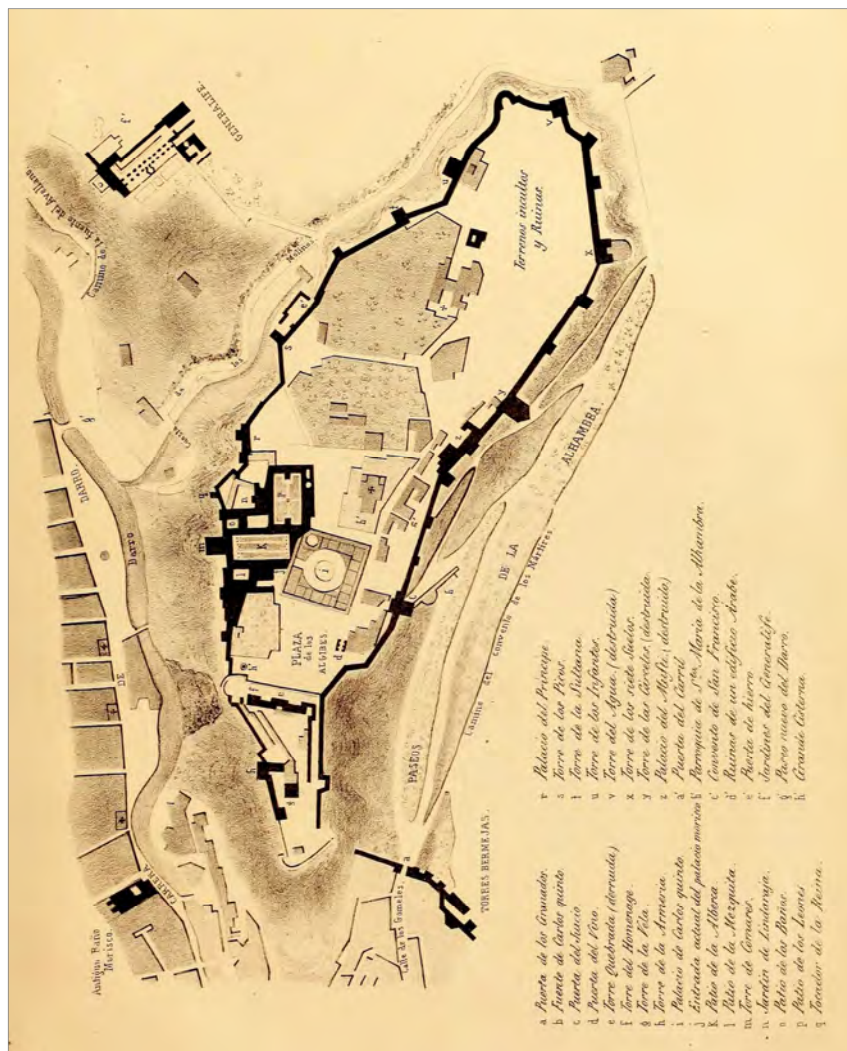 GENERALIFE.
Camino de la fuente del Avellano
Terrenos incultos
y Ruinas.
Cuesta de los Molinos
CARRERA DE DARRO.
Darro
PLAZA
de las
ALGIBES.
PASEOS DE LA ALHAMBRA.
Camino del convento de los Mártires
Antiguo Baño
Morisco.
Calle de los Gomeles
TORRES BERMEJAS.
a Puerta de los Granados.
b Fuente de Carlos quinto.
c Puerta del Juicio
d Puerta del Vino.
e Torre Quebrada (derruida)
f Torre del Homenage.
g Torre de la Vela.
h Torre de la Armeria
i Palacio de Carlos quinto.
j Entrada actual del palacio morisco
K Patio de la Alberca
l Patio de la Mezquita.
m Torre de Comares.
n Jardin de Lindaraja.
o Patio de los Baños.
p Patio de los Leones
q Tocador de la Reina.
r Palacio del Principe
s Torre de los Picos.
t Torre de la Sultana.
u Torre de las Infantas.
v Torre del Agua. (destruida)
x Torre de los siete Suelos.
y Torre de las Carceles. (destruida.
z Palacio del Mufti. (destruido)
a' Puerta del Carril
b' Parroquia de Sta. María de la Alhambra.
c' Convento de San Francisco.
d' Ruinas de un edificio Arabe.
e' Puerta de hierro
f' Jardines del Generalife.
g' Paseo nuevo del Darro.
h' Grande Cisterna.